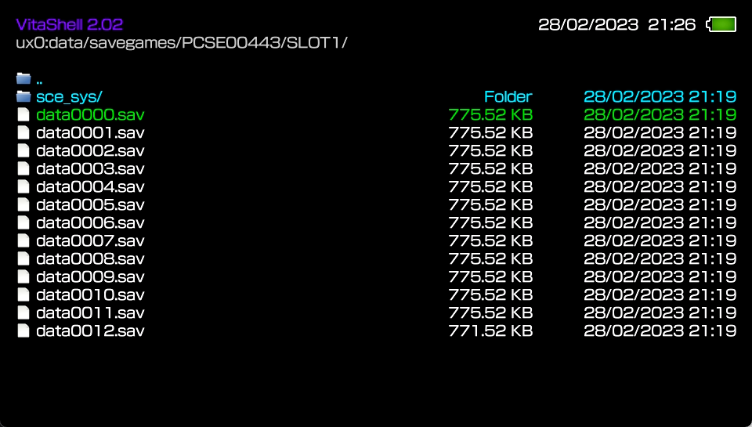 VitaShell 2.02 28/02/2023 21:26
ux0:data/savegames/PCSE00443/SLOT1/
..
sce_sys/ Folder 28/02/2023 21:19
data0000.sav 775.52 KB 28/02/2023 21:19
data0001.sav 775.52 KB 28/02/2023 21:19
data0002.sav 775.52 KB 28/02/2023 21:19
data0003.sav 775.52 KB 28/02/2023 21:19
data0004.sav 775.52 KB 28/02/2023 21:19
data0005.sav 775.52 KB 28/02/2023 21:19
data0006.sav 775.52 KB 28/02/2023 21:19
data0007.sav 775.52 KB 28/02/2023 21:19
data0008.sav 775.52 KB 28/02/2023 21:19
data0009.sav 775.52 KB 28/02/2023 21:19
data0010.sav 775.52 KB 28/02/2023 21:19
data0011.sav 775.52 KB 28/02/2023 21:19
data0012.sav 771.52 KB 28/02/2023 21:19